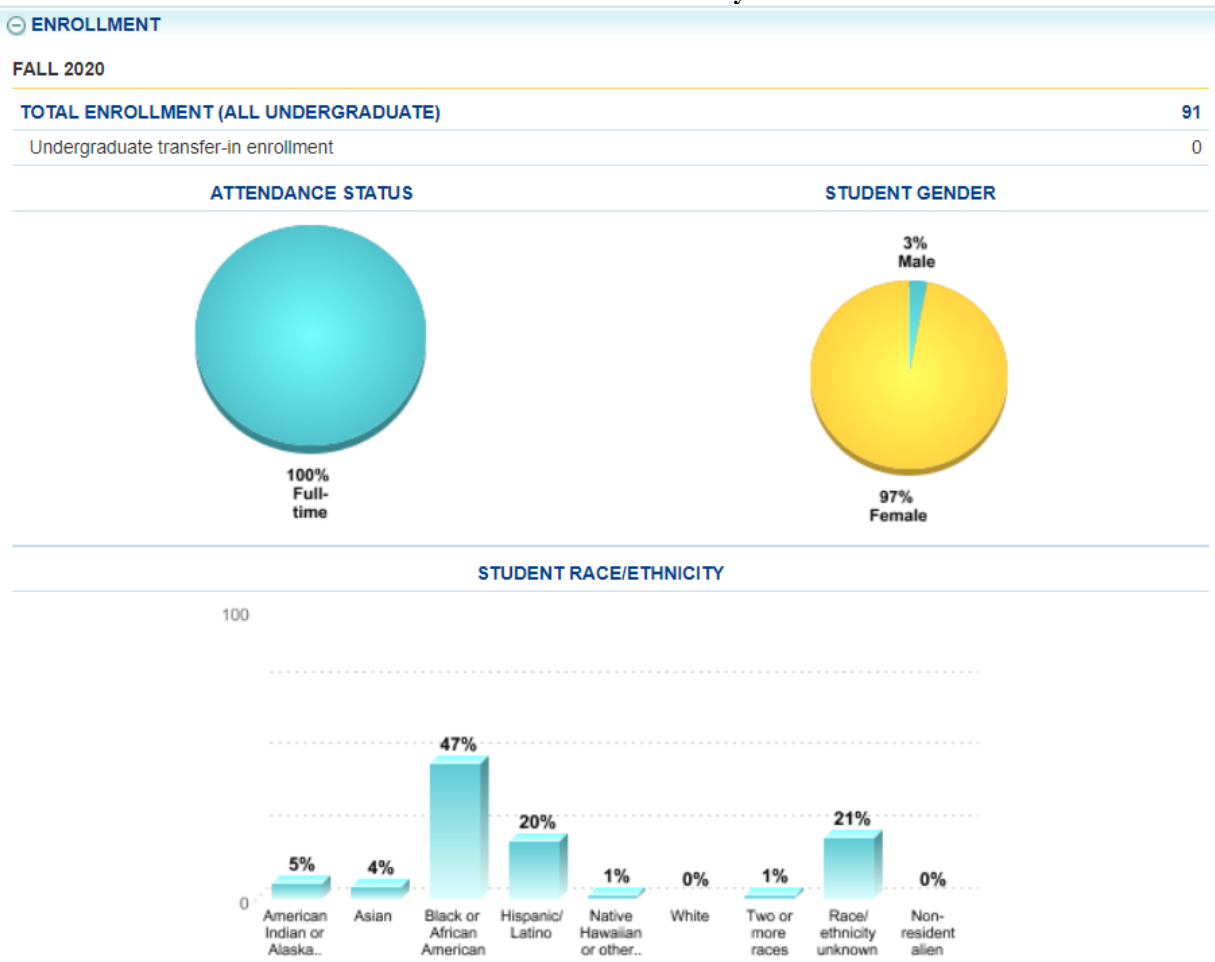 ENROLLMENT
FALL 2020
TOTAL ENROLLMENT (ALL UNDERGRADUATE) 91
Undergraduate transfer-in enrollment 0
ATTENDANCE STATUS
100%
Full-
time
STUDENT GENDER
3%
Male
97%
Female
STUDENT RACE/ETHNICITY
100
0
5%
4%
47%
20%
1%
0%
1%
21%
0%
American
Indian or
Alaska..
Asian
Black or
African
American
Hispanic/
Latino
Native
Hawaiian
or other..
White
Two or
more
races
Race/
ethnicity
unknown
Non-
resident
alien